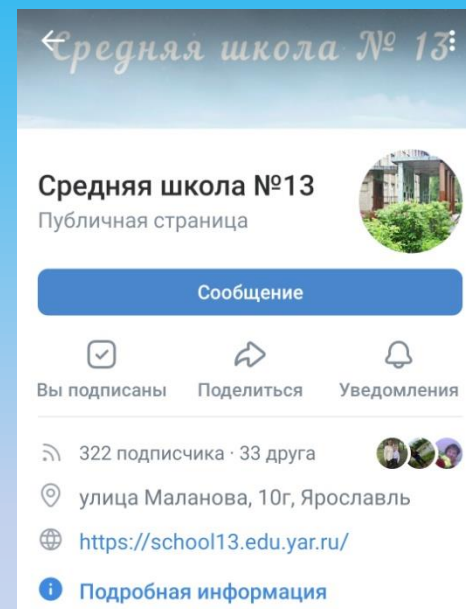 Средняя школа № 13
Средняя школа №13
Публичная страница
Сообщение
Вы подписаны Поделиться Уведомления
322 подписчика · 33 друга
улица Маланова, 10г, Ярославль
https://school13.edu.yar.ru/
Подробная информация